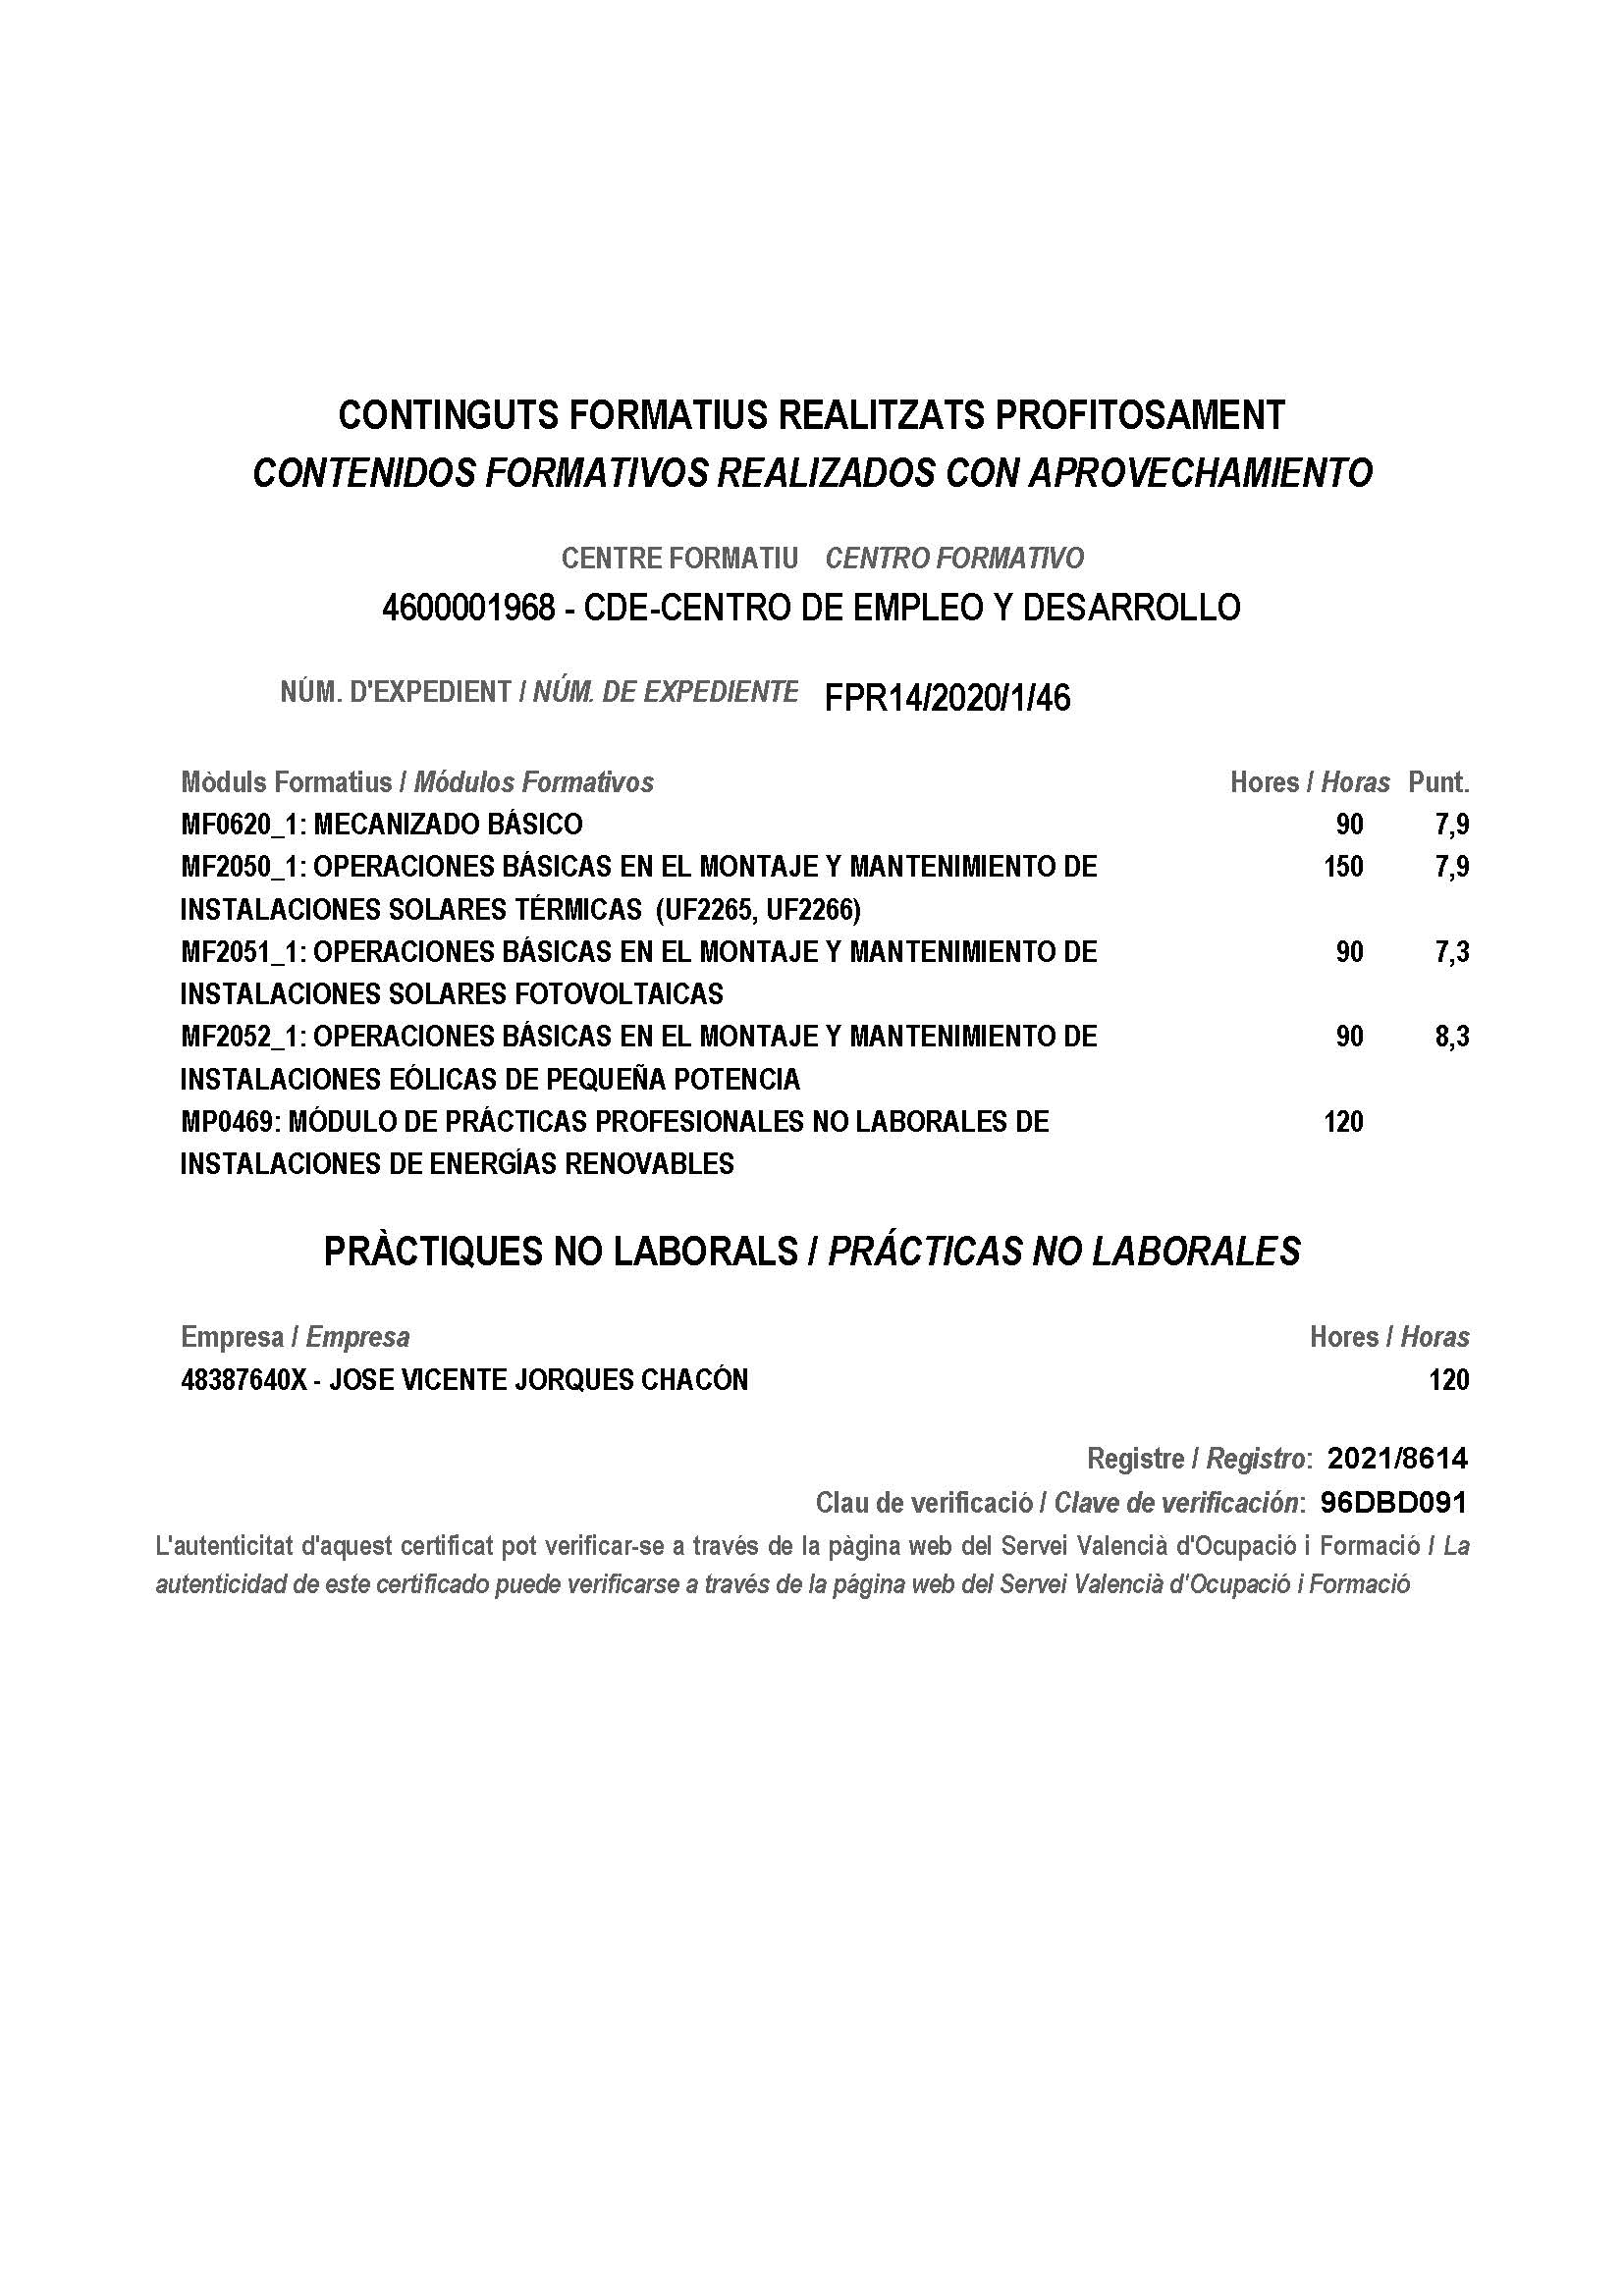 CONTINGUTS FORMATIUS REALITZATS PROFITOSAMENT
CONTENIDOS FORMATIVOS REALIZADOS CON APROVECHAMIENTO
CENTRE FORMATIU CENTRO FORMATIVO
4600001968 - CDE-CENTRO DE EMPLEO Y DESARROLLO
NÚM. D'EXPEDIENT / NÚM. DE EXPEDIENTE FPR14/2020/1/46
Mòduls Formatius / Módulos Formativos Hores / Horas Punt.
MF0620_1: MECANIZADO BÁSICO 90 7,9
MF2050_1: OPERACIONES BÁSICAS EN EL MONTAJE Y MANTENIMIENTO DE 150 7,9
INSTALACIONES SOLARES TÉRMICAS (UF2265, UF2266)
MF2051_1: OPERACIONES BÁSICAS EN EL MONTAJE Y MANTENIMIENTO DE 90 7,3
INSTALACIONES SOLARES FOTOVOLTAICAS
MF2052_1: OPERACIONES BÁSICAS EN EL MONTAJE Y MANTENIMIENTO DE 90 8,3
INSTALACIONES EÓLICAS DE PEQUEÑA POTENCIA
MP0469: MÓDULO DE PRÁCTICAS PROFESIONALES NO LABORALES DE 120
INSTALACIONES DE ENERGÍAS RENOVABLES
PRÀCTIQUES NO LABORALS / PRÁCTICAS NO LABORALES
Empresa / Empresa Hores / Horas
48387640X - JOSE VICENTE JORQUES CHACÓN 120
Registre / Registro: 2021/8614
Clau de verificació / Clave de verificación: 96DBD091
L'autenticitat d'aquest certificat pot verificar-se a través de la pàgina web del Servei Valencià d'Ocupació i Formació / La
autenticidad de este certificado puede verificarse a través de la página web del Servei Valencià d'Ocupació i Formació